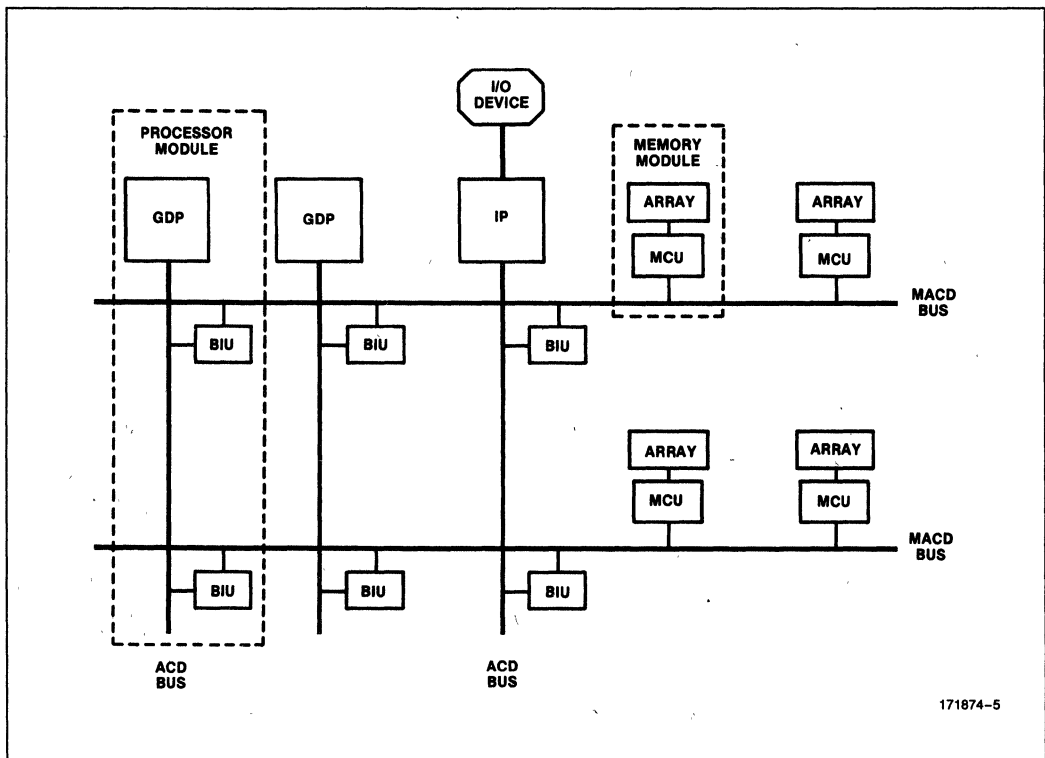 I/O
DEVICE
PROCESSOR
MODULE
MEMORY
MODULE
GDP
GDP
IP
ARRAY
ARRAY
MCU
MCU
MACD
BUS
BIU
BIU
BIU
ARRAY
ARRAY
MCU
MCU
MACD
BUS
BIU
BIU
BIU
ACD
BUS
ACD
BUS
171874–5